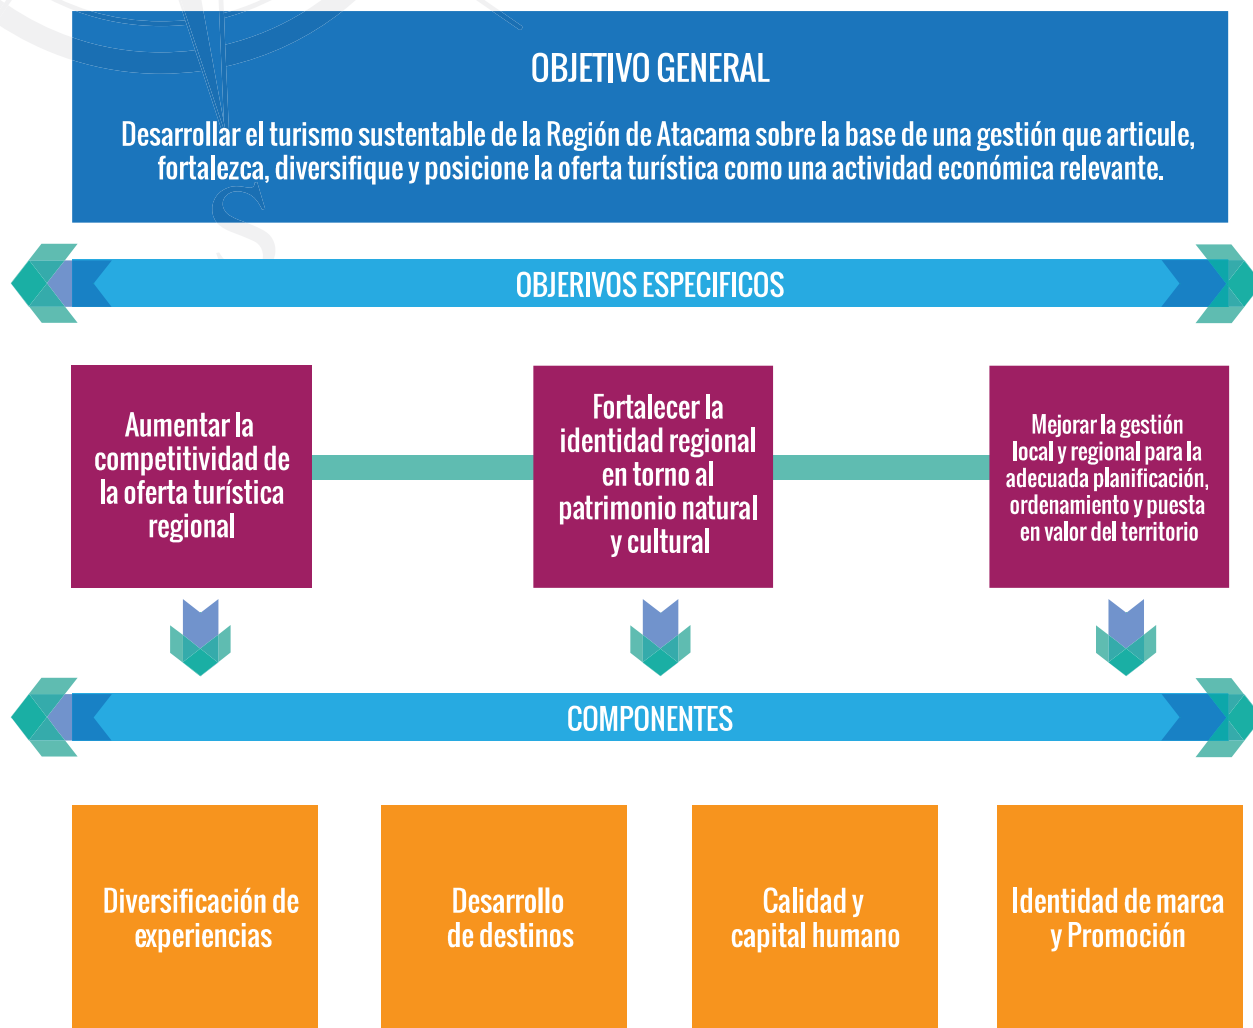 OBJETIVO GENERAL
Desarrollar el turismo sustentable de la Región de Atacama sobre la base de una gestión que articule,
fortalezca, diversifique y posicione la oferta turística como una actividad económica relevante.
S
OBJERIVOS ESPECIFICOS
Aumentar la
competitividad de
la oferta turística
regional
Fortalecer la
identidad regional
en torno al
patrimonio natural
y cultural
Mejorar la gestión
local y regional para la
adecuada planificación,
ordenamiento y puesta
en valor del territorio
COMPONENTES
Diversificación de
experiencias
Desarrollo
de destinos
Calidad y
capital humano
Identidad de marca
y Promoción